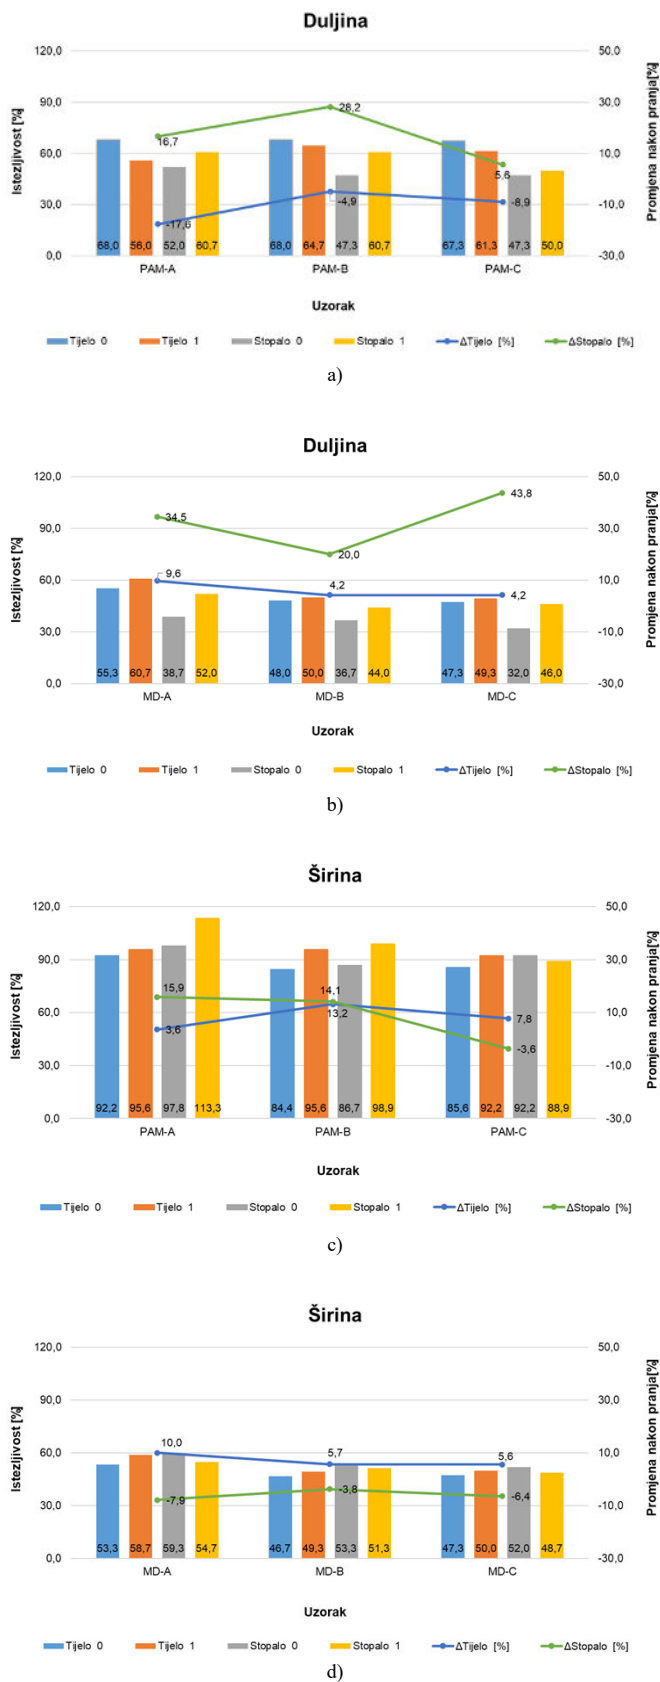 Duljina
120,0
90,0
60,0
30,0
0,0
Istezljivost [%]
50,0
30,0
10,0
-10,0
-30,0
Promjena nakon pranja[%]
16,7
28,2
5,6
-17,6
-4,9
-8,9
68,0 56,0 52,0 60,7 68,0 64,7 47,3 60,7 67,3 61,3 47,3 50,0
PAM-A PAM-B PAM-C
Uzorak
Tijelo 0 Tijelo 1 Stopalo 0 Stopalo 1 ΔTijelo [%] ΔStopalo [%]
a)
Duljina
120,0
90,0
60,0
30,0
0,0
Istezljivost [%]
50,0
30,0
10,0
-10,0
-30,0
Promjena nakon pranja[%]
34,5
20,0
43,8
9,6
4,2
4,2
55,3 60,7 38,7 52,0 48,0 50,0 36,7 44,0 47,3 49,3 32,0 46,0
MD-A MD-B MD-C
Uzorak
Tijelo 0 Tijelo 1 Stopalo 0 Stopalo 1 ΔTijelo [%] ΔStopalo [%]
b)
Širina
120,0
90,0
60,0
30,0
0,0
Istezljivost [%]
50,0
30,0
10,0
-10,0
-30,0
Promjena nakon pranja[%]
15,9
14,1
-3,6
3,6
13,2
7,8
92,2 95,6 97,8 113,3 84,4 95,6 86,7 98,9 85,6 92,2 92,2 88,9
PAM-A PAM-B PAM-C
Uzorak
Tijelo 0 Tijelo 1 Stopalo 0 Stopalo 1 ΔTijelo [%] ΔStopalo [%]
c)
Širina
120,0
90,0
60,0
30,0
0,0
Istezljivost [%]
50,0
30,0
10,0
-10,0
-30,0
Promjena nakon pranja[%]
10,0
5,7
5,6
-7,9
-3,8
-6,4
53,3 58,7 59,3 54,7 46,7 49,3 53,3 51,3 47,3 50,0 52,0 48,7
MD-A MD-B MD-C
Uzorak
Tijelo 0 Tijelo 1 Stopalo 0 Stopalo 1 ΔTijelo [%] ΔStopalo [%]
d)